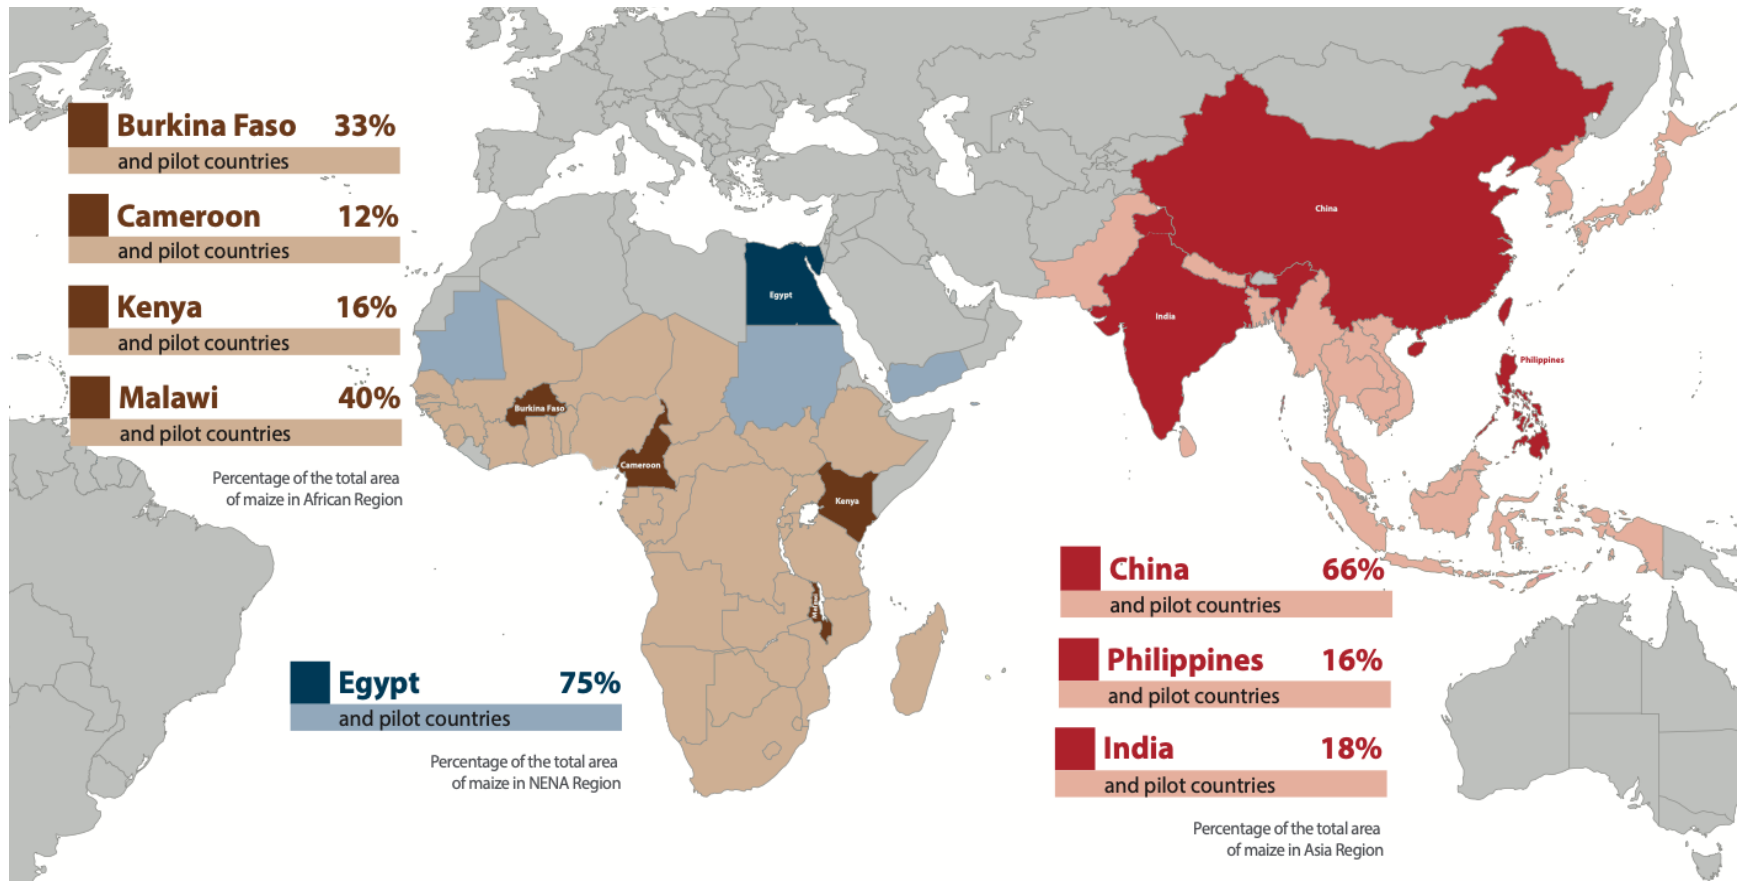 Burkina Faso 33%
and pilot countries
Cameroon 12%
and pilot countries
Kenya 16%
and pilot countries
Malawi 40%
and pilot countries
Percentage of the total area
of maize in African Region
Egypt 75%
and pilot countries
Percentage of the total area
of maize in NENA Region
China 66%
and pilot countries
Philippines 16%
and pilot countries
India 18%
and pilot countries
Percentage of the total area
of maize in Asia Region
China
Egypt
India
Philippines
Burkina Faso
Cameroon
Kenya
Malawi